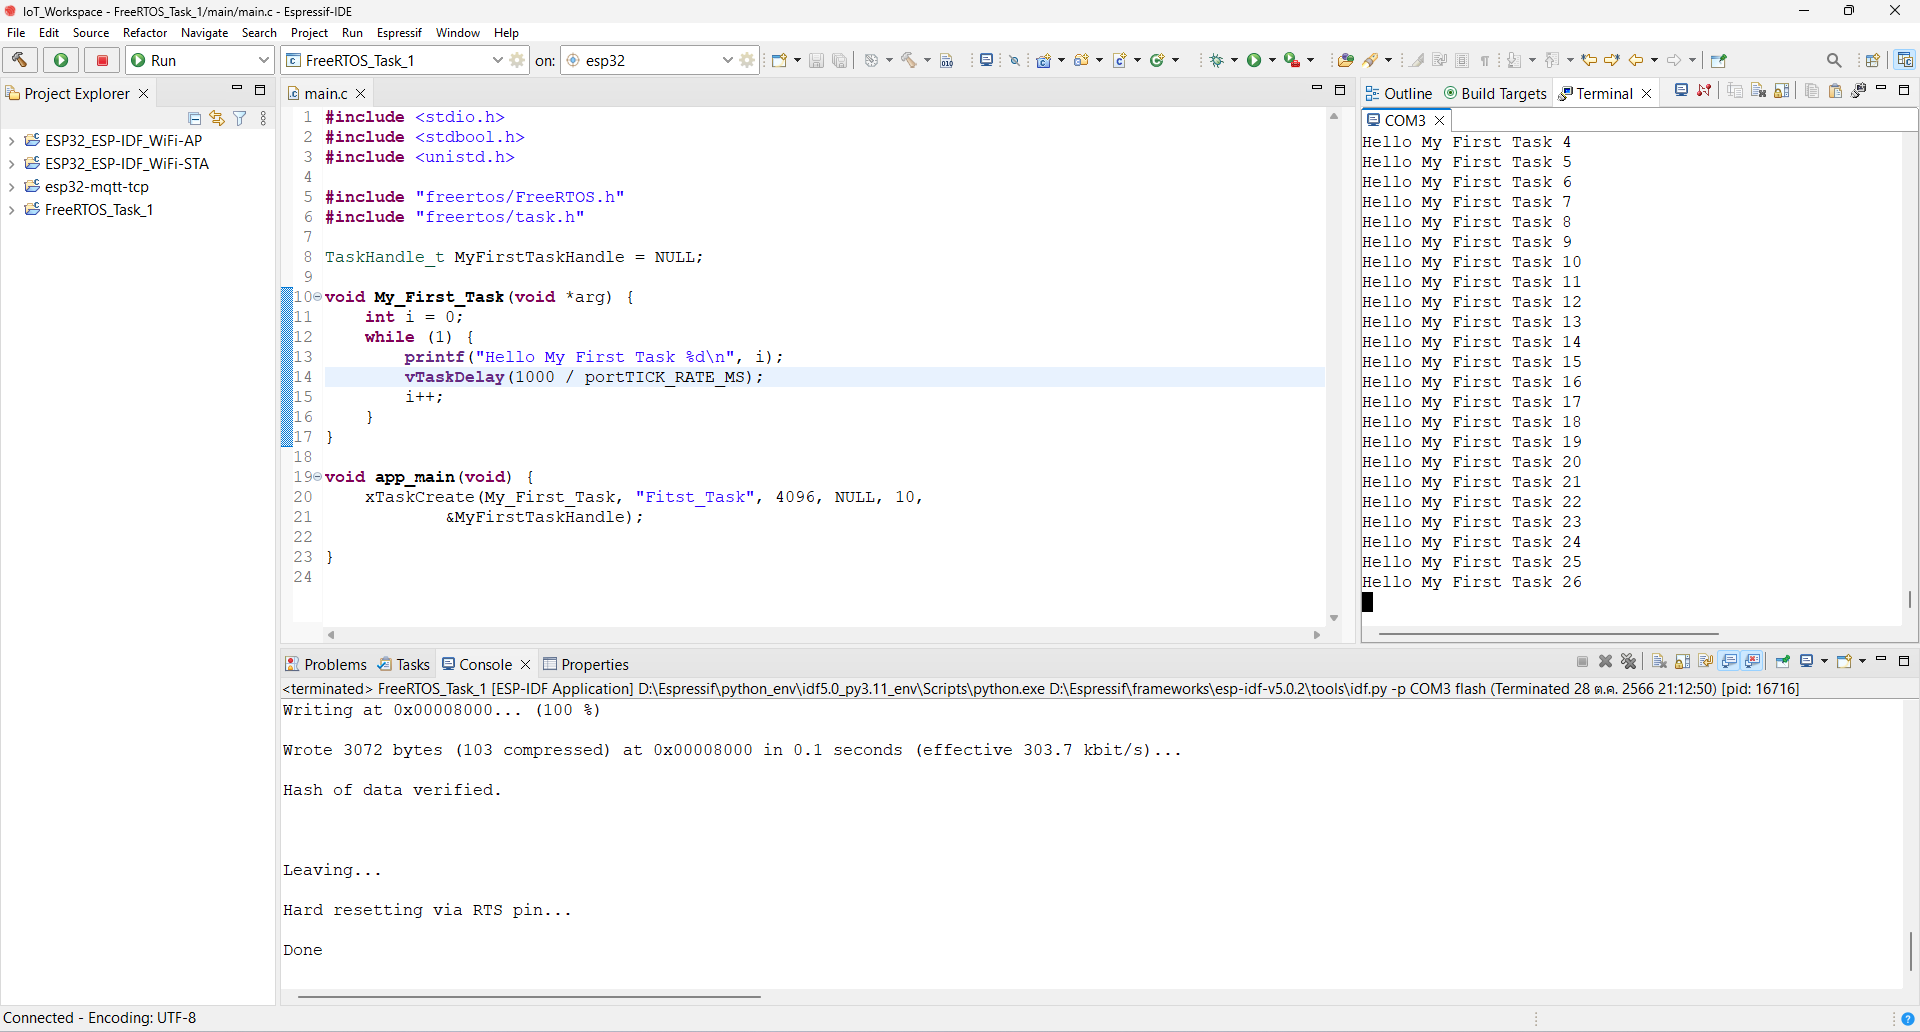 IoT_Workspace - FreeRTOS_Task_1/main/main.c - Espressif-IDE
File Edit Source Refactor Navigate Search Project Run Espressif Window Help
Run FreeRTOS_Task_1 on: esp32
Project Explorer
ESP32_ESP-IDF_WiFi-AP
ESP32_ESP-IDF_WiFi-STA
esp32-mqtt-tcp
FreeRTOS_Task_1
main.c
1 #include <stdio.h>
2 #include <stdbool.h>
3 #include <unistd.h>
4
5 #include "freertos/FreeRTOS.h"
6 #include "freertos/task.h"
7
8 TaskHandle_t MyFirstTaskHandle = NULL;
9
10 void My_First_Task(void *arg) {
11 int i = 0;
12 while (1) {
13 printf("Hello My First Task %d\n", i);
14 vTaskDelay(1000 / portTICK_RATE_MS);
15 i++;
16 }
17 }
18
19 void app_main(void) {
20 xTaskCreate(My_First_Task, "Fitst_Task", 4096, NULL, 10,
21 &MyFirstTaskHandle);
22
23 }
24
Outline Build Targets Terminal
COM3
Hello My First Task 4
Hello My First Task 5
Hello My First Task 6
Hello My First Task 7
Hello My First Task 8
Hello My First Task 9
Hello My First Task 10
Hello My First Task 11
Hello My First Task 12
Hello My First Task 13
Hello My First Task 14
Hello My First Task 15
Hello My First Task 16
Hello My First Task 17
Hello My First Task 18
Hello My First Task 19
Hello My First Task 20
Hello My First Task 21
Hello My First Task 22
Hello My First Task 23
Hello My First Task 24
Hello My First Task 25
Hello My First Task 26
Problems Tasks Console Properties
<terminated> FreeRTOS_Task_1 [ESP-IDF Application] D:\Espressif\python_env\idf5.0_py3.11_env\Scripts\python.exe D:\Espressif\frameworks\esp-idf-v5.0.2\tools\idf.py -p COM3 flash (Terminated 28 ต.ค. 2566 21:12:50) [pid: 16716]
Writing at 0x00008000... (100 %)
Wrote 3072 bytes (103 compressed) at 0x00008000 in 0.1 seconds (effective 303.7 kbit/s)...
Hash of data verified.
Leaving...
Hard resetting via RTS pin...
Done
Connected - Encoding: UTF-8